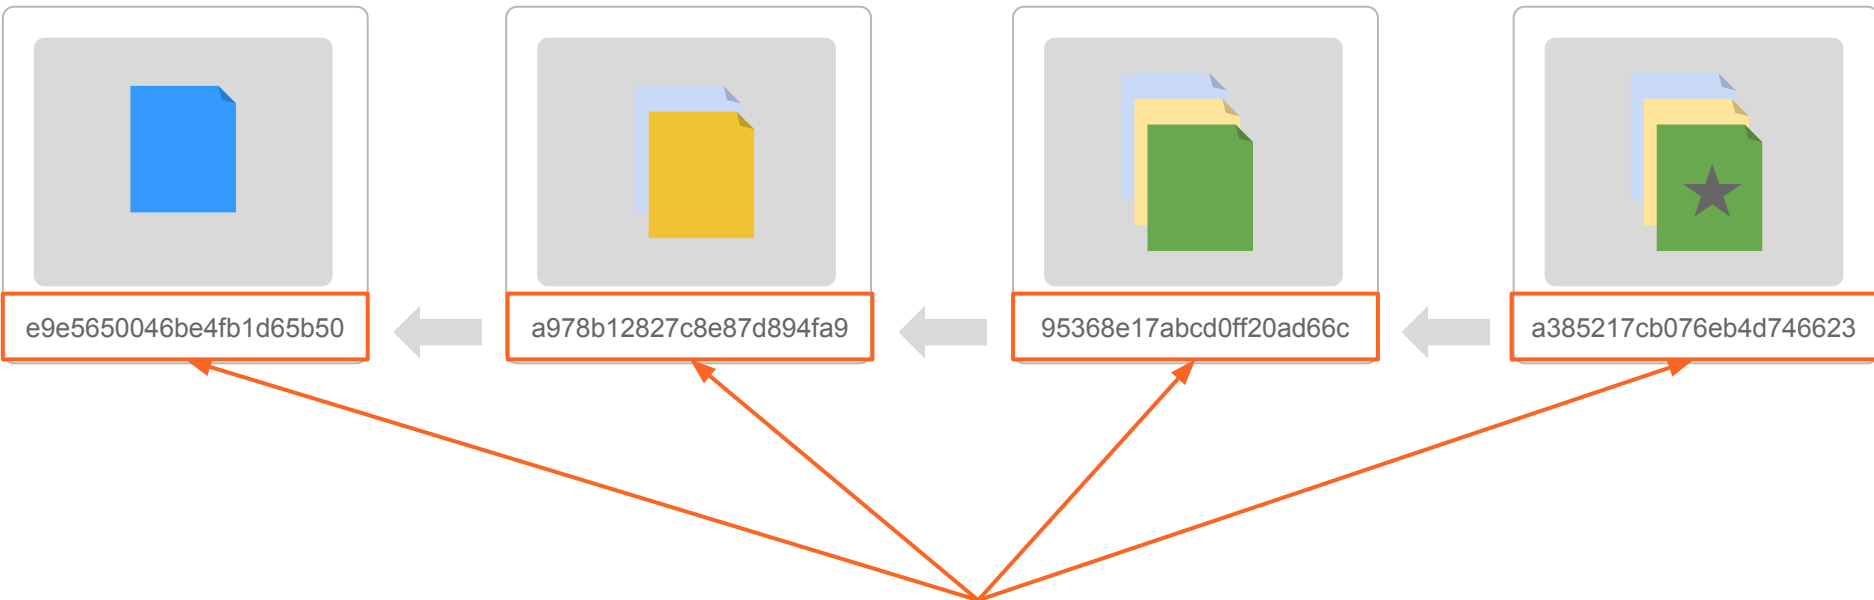 e9e5650046be4fb1d65b50
a978b12827c8e87d894fa9
95368e17abcd0ff20ad66c
a385217cb076eb4d746623